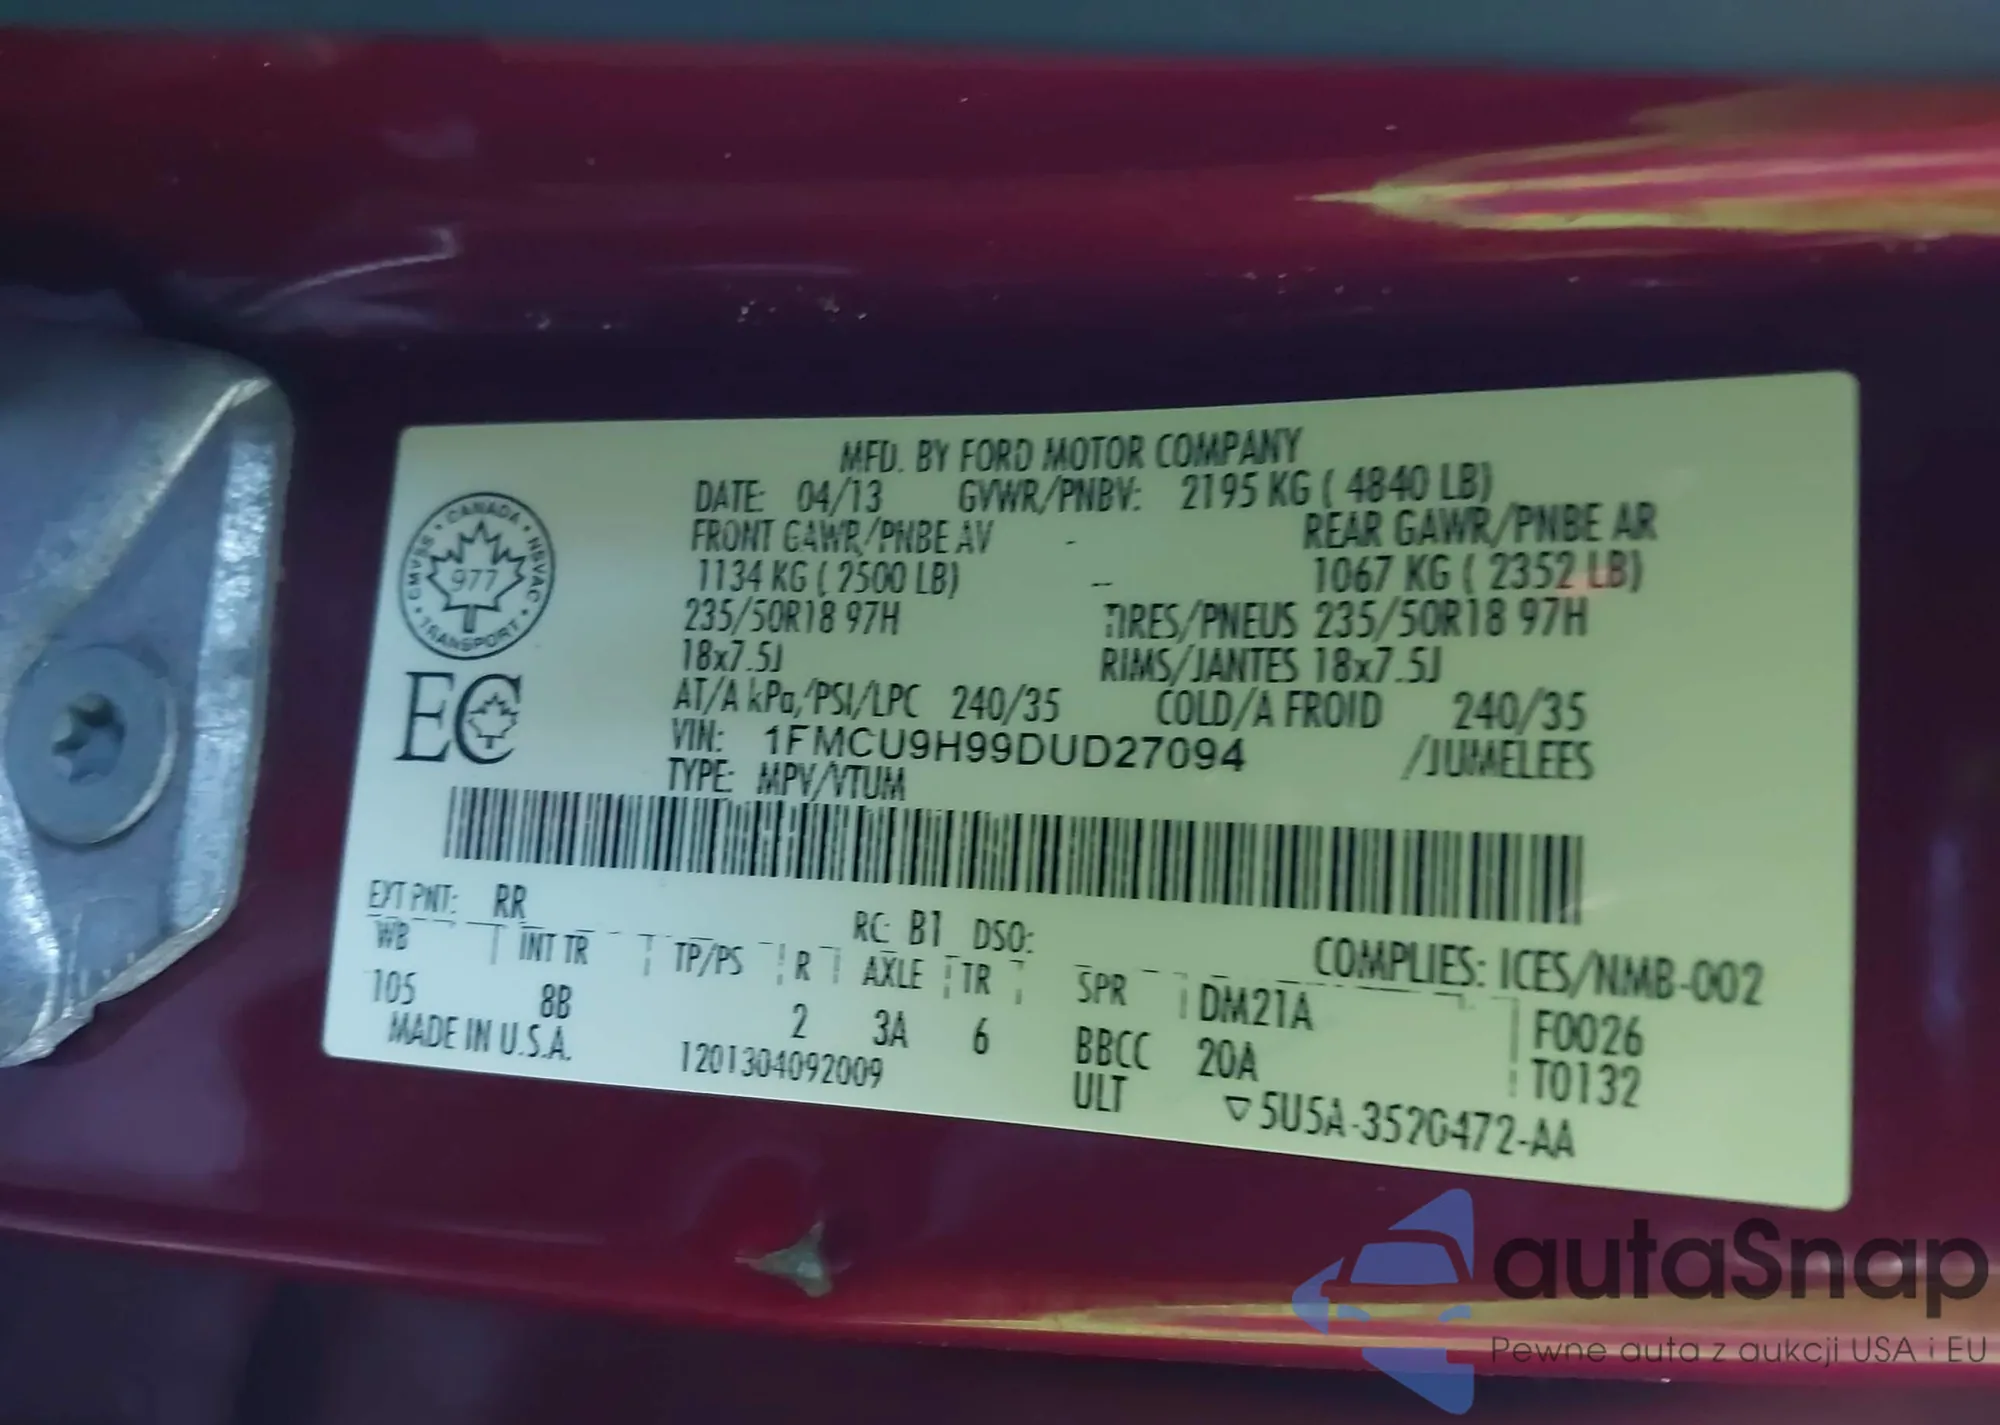 MFD. BY FORD MOTOR COMPANY
DATE: 04/13 GVWR/PNBV: 2195 KG ( 4840 LB)
FRONT GAWR/PNBE AV - REAR GAWR/PNBE AR
1134 KG ( 2500 LB) - 1067 KG ( 2352 LB)
235/50R18 97H TIRES/PNEUS 235/50R18 97H
18x7.5J RIMS/JANTES 18x7.5J
AT/A kPa/PSI/LPC 240/35 COLD/A FROID 240/35
VIN: 1FMCU9H99DUD27094 /JUMELEES
TYPE: MPV/VTUM
CANADA · NSVAC · TRANSPORT · CMVSS ·
977
EC
EXT PNT: RR RC: B1 DSO: COMPLIES: ICES/NMB-002
WB INT TR TP/PS R AXLE TR SPR DM21A F0026
105 8B 2 3A 6 BBCC 20A T0132
MADE IN U.S.A. 1201304092009 ULT ▽5U5A-3520472-AA
autaSnap
Pewne auta z aukcji USA i EU